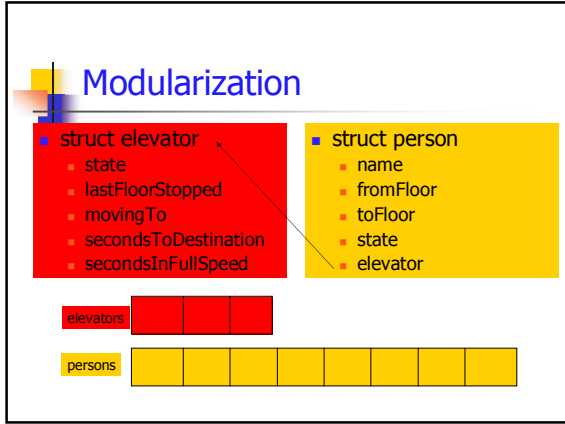 Modularization
struct elevator
state
lastFloorStopped
movingTo
secondsToDestination
secondsInFullSpeed
struct person
name
fromFloor
toFloor
state
elevator
elevators
persons